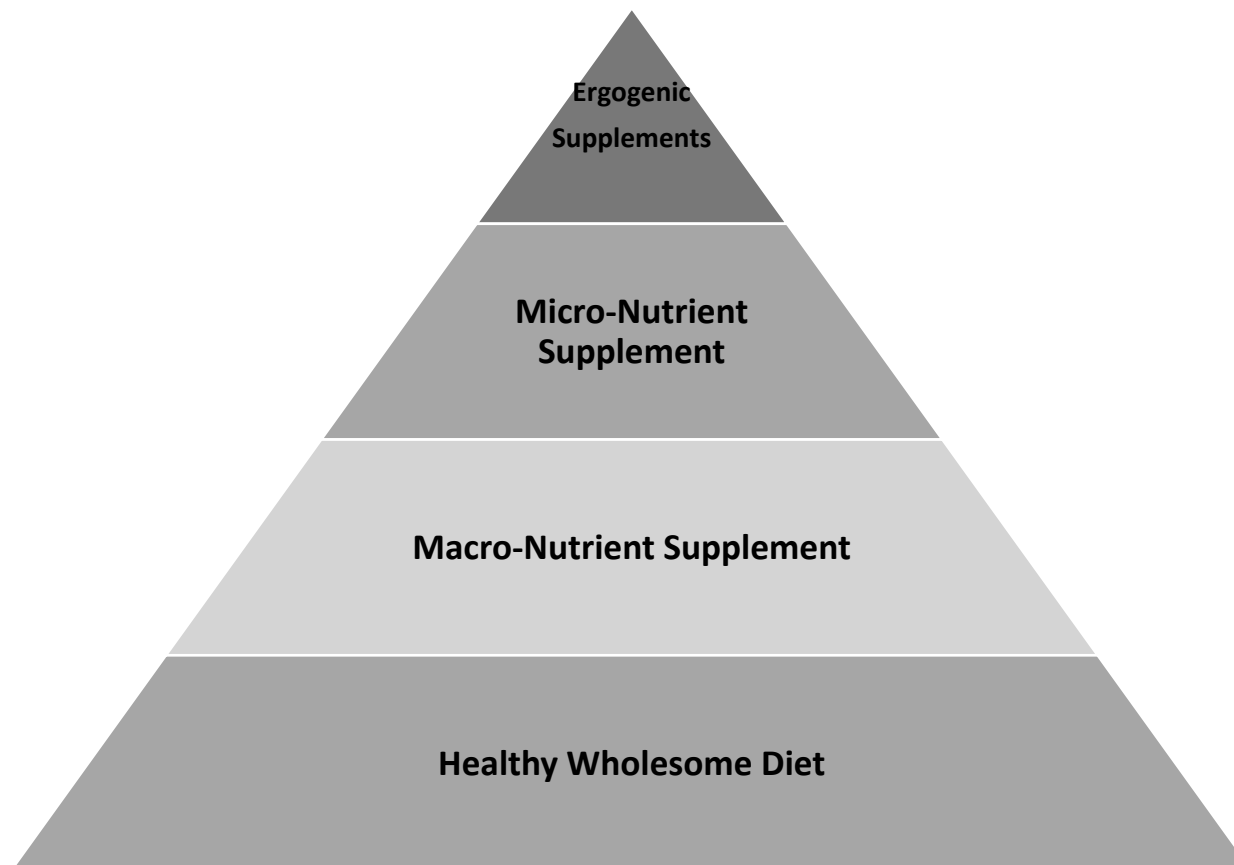 Ergogenic
Supplements
Micro-Nutrient
Supplement
Macro-Nutrient Supplement
Healthy Wholesome Diet